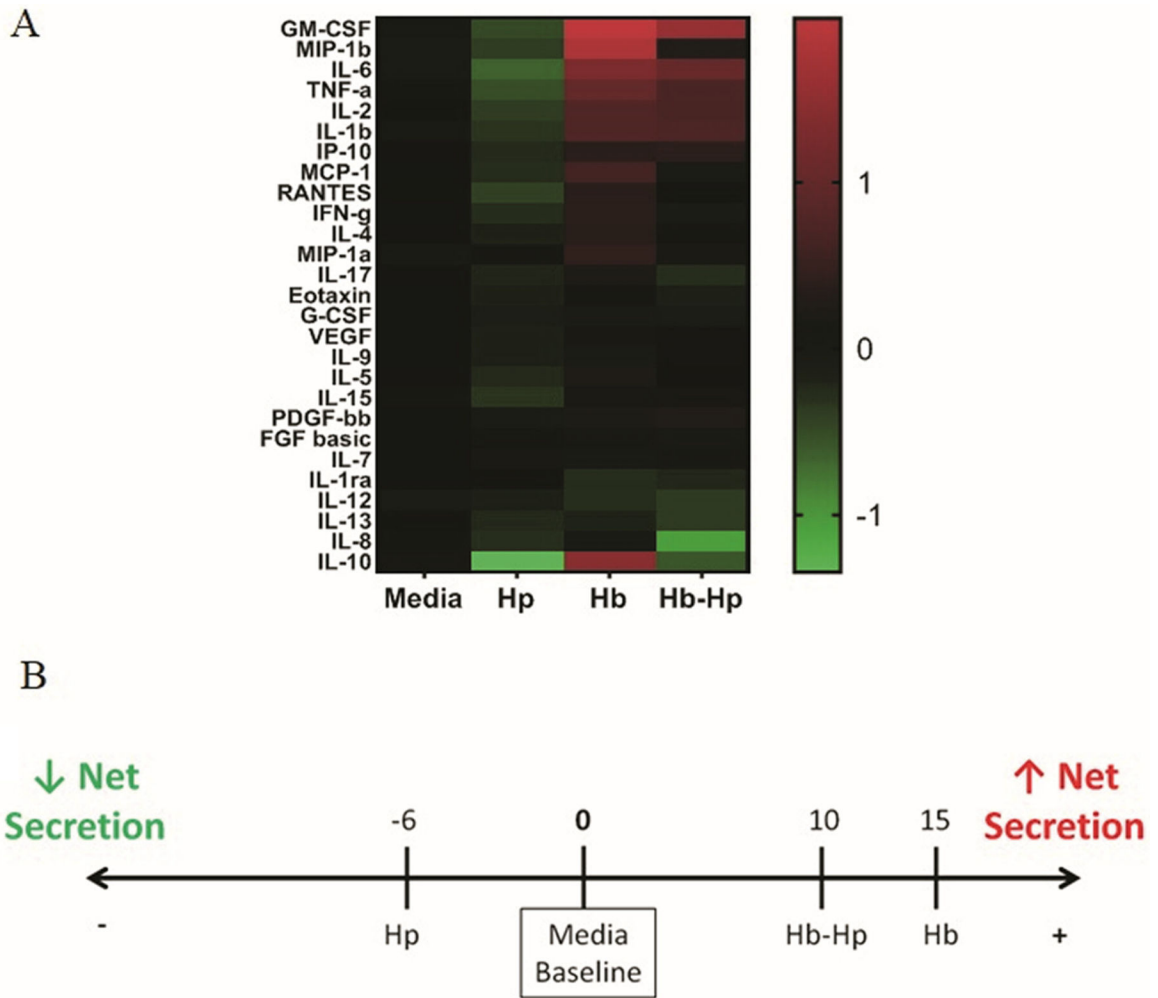 A
GM-CSF
MIP-1b
IL-6
TNF-a
IL-2
IL-1b
IP-10
MCP-1
RANTES
IFN-g
IL-4
MIP-1a
IL-17
Eotaxin
G-CSF
VEGF
IL-9
IL-5
IL-15
PDGF-bb
FGF basic
IL-7
IL-1ra
IL-12
IL-13
IL-8
IL-10
Media Hp Hb Hb-Hp
1
0
-1
B
↓ Net
Secretion
↑ Net
Secretion
-6 0 10 15
- Hp Media
Baseline Hb-Hp Hb +